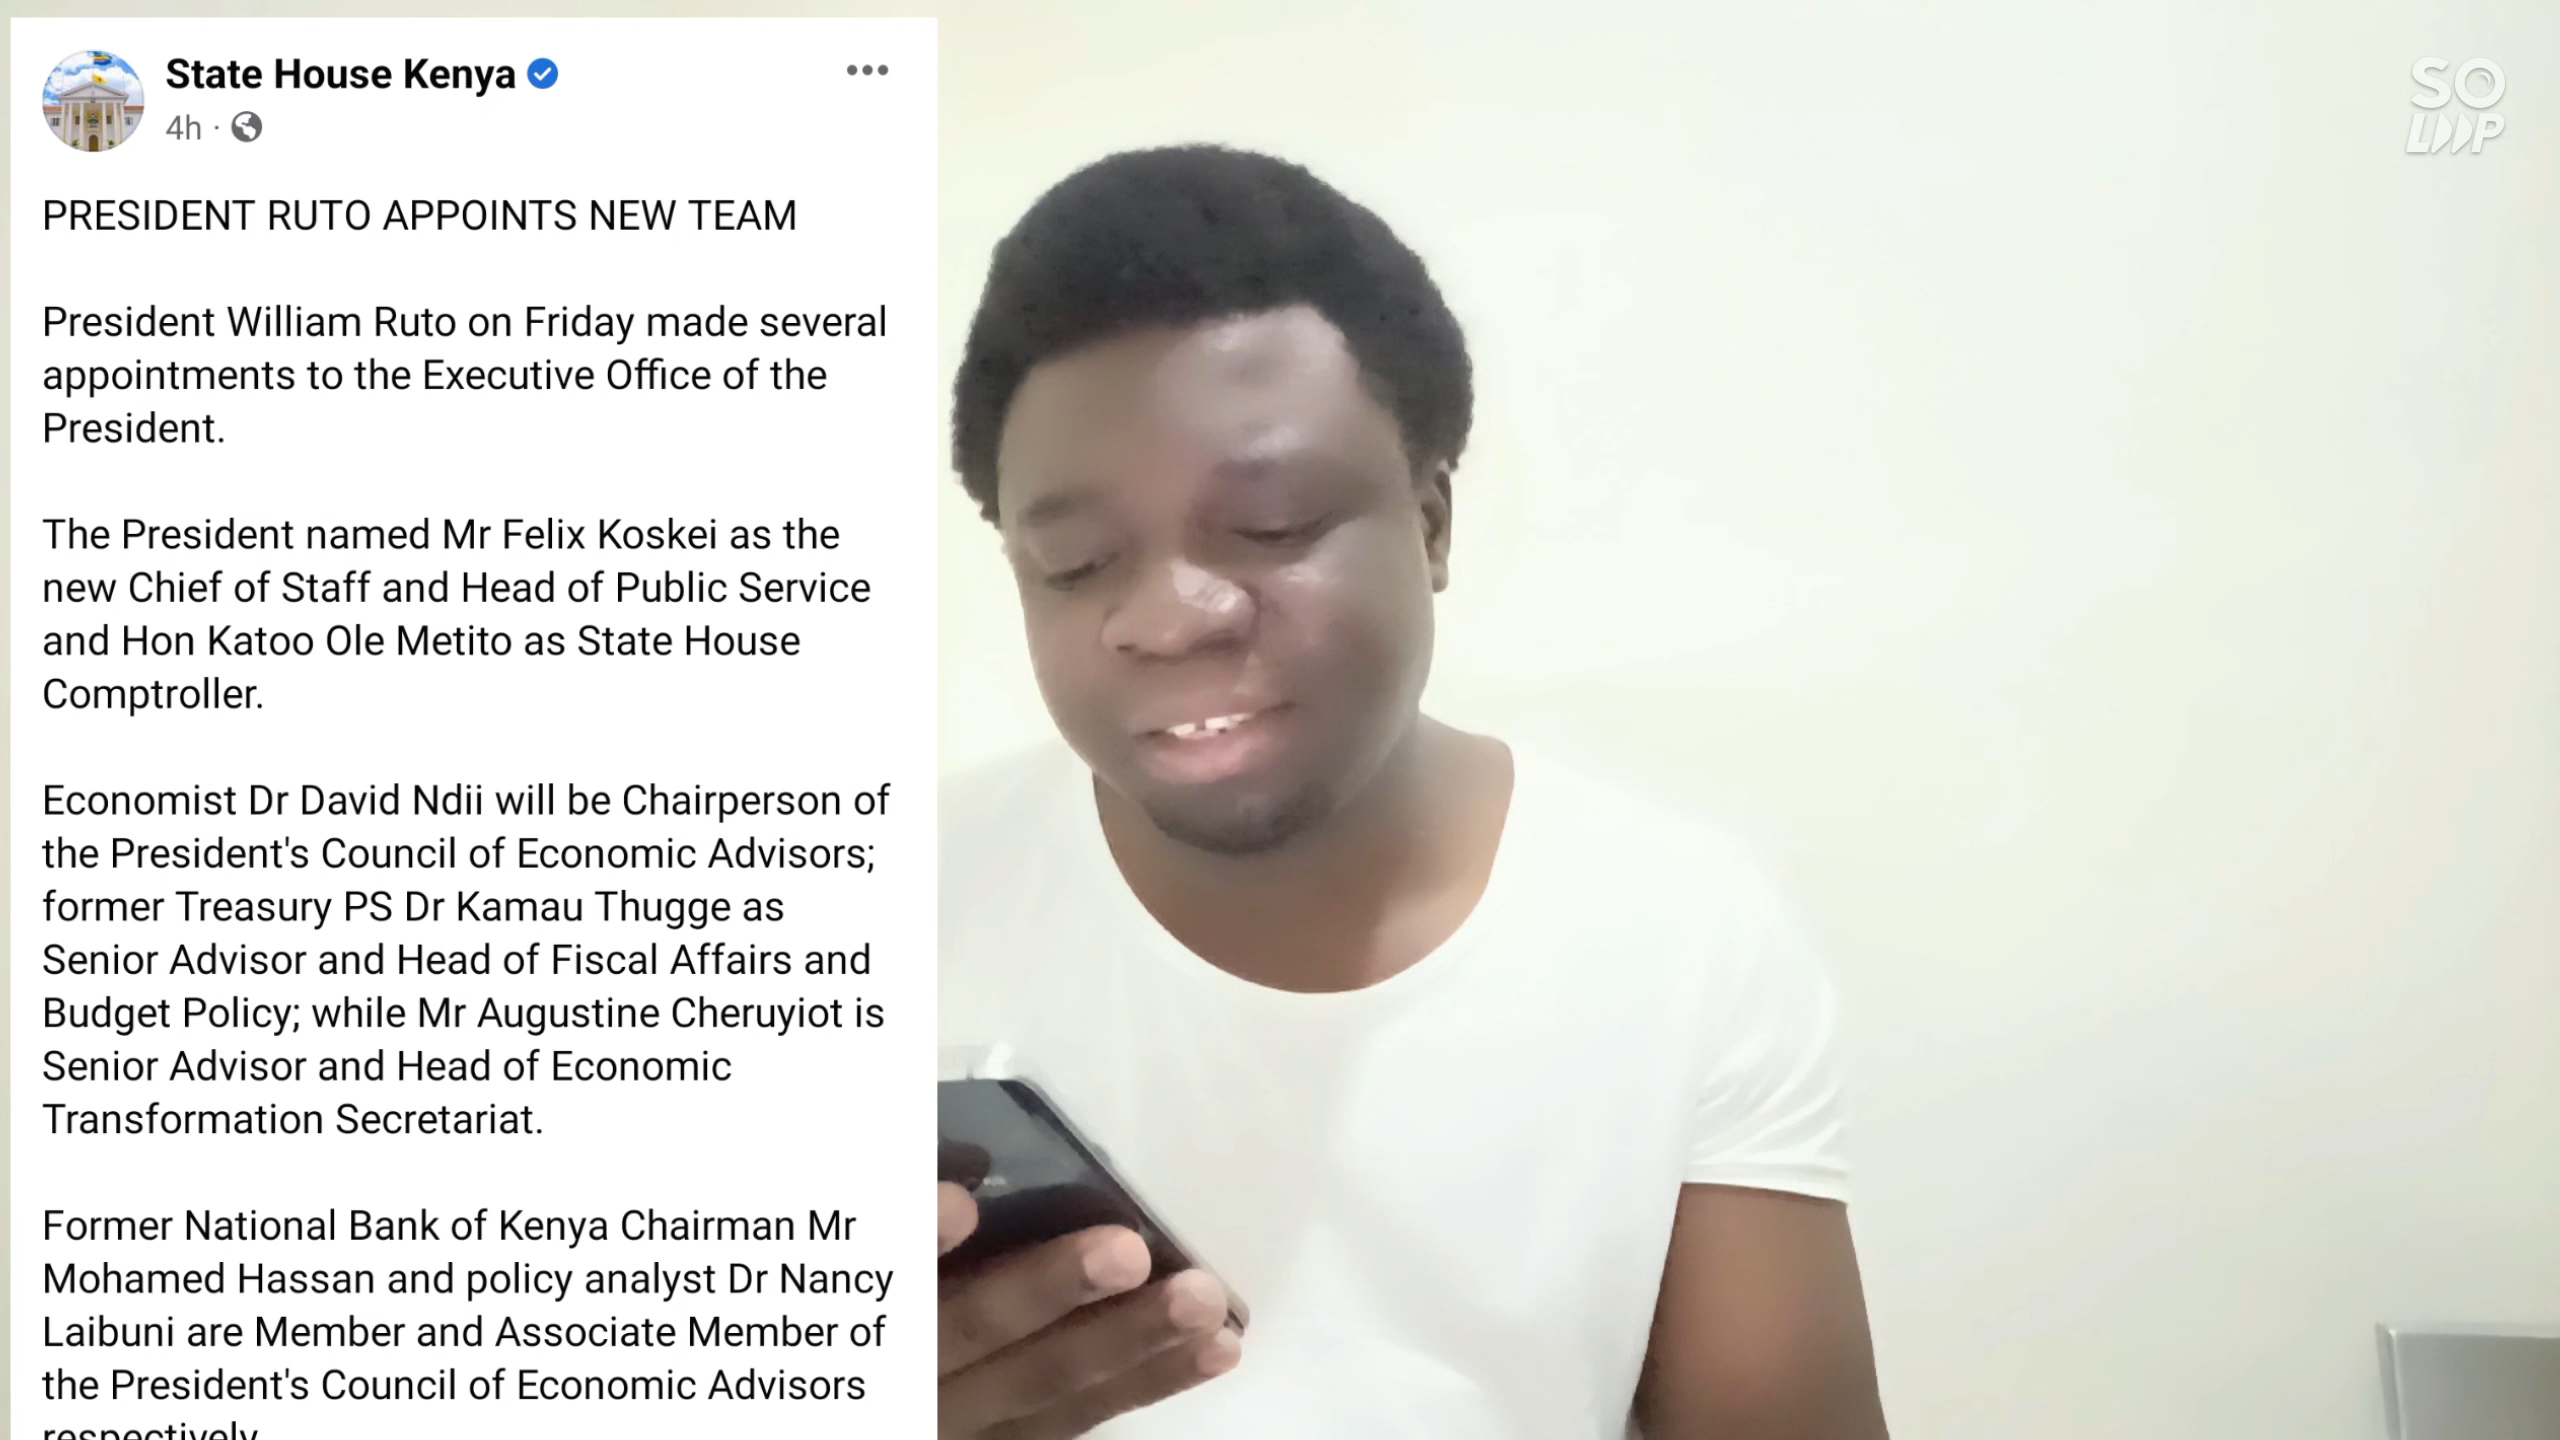 State House Kenya
4h ·
PRESIDENT RUTO APPOINTS NEW TEAM
President William Ruto on Friday made several
appointments to the Executive Office of the
President.
The President named Mr Felix Koskei as the
new Chief of Staff and Head of Public Service
and Hon Katoo Ole Metito as State House
Comptroller.
Economist Dr David Ndii will be Chairperson of
the President's Council of Economic Advisors;
former Treasury PS Dr Kamau Thugge as
Senior Advisor and Head of Fiscal Affairs and
Budget Policy; while Mr Augustine Cheruyiot is
Senior Advisor and Head of Economic
Transformation Secretariat.
Former National Bank of Kenya Chairman Mr
Mohamed Hassan and policy analyst Dr Nancy
Laibuni are Member and Associate Member of
the President's Council of Economic Advisors
respectively
SO
LOOP